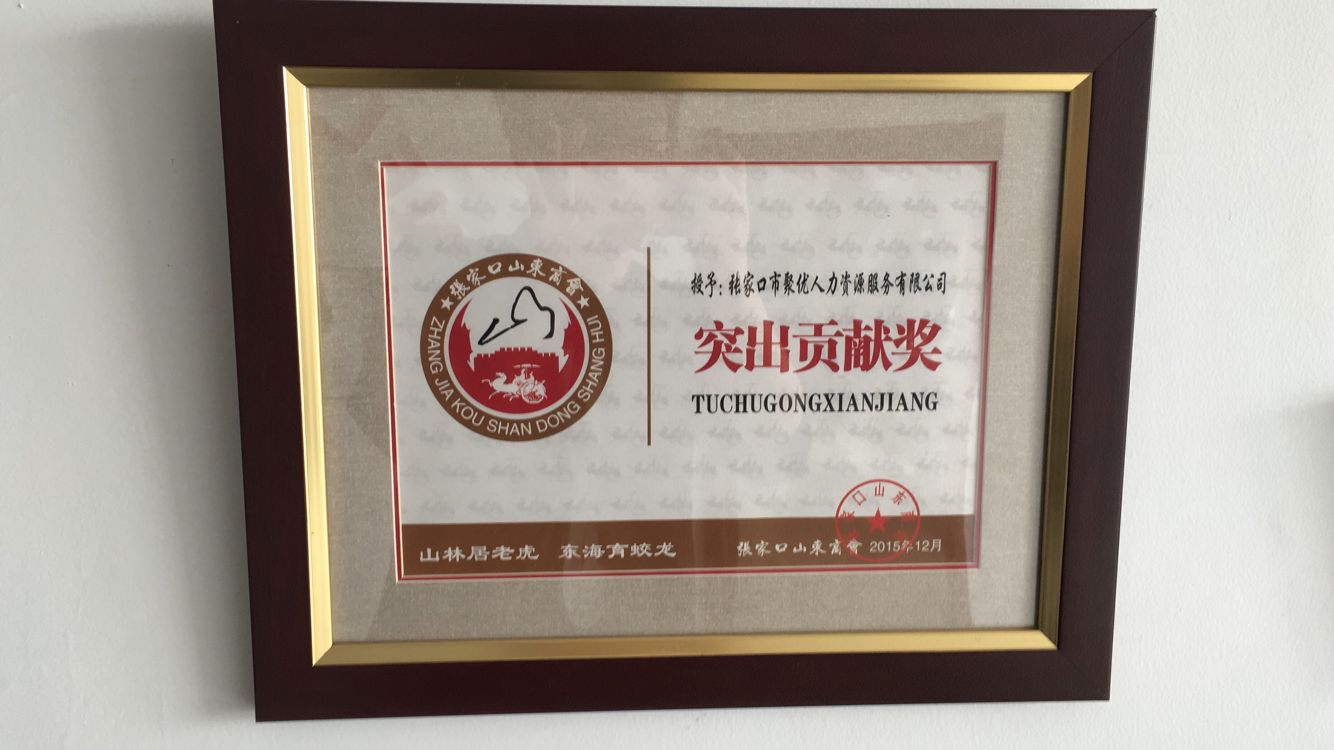 張家口山東商會
ZHANG JIA KOU SHAN DONG SHANG HUI
授予：张家口市聚优人力资源服务有限公司
突出贡献奖
TUCHUGONGXIANJIANG
山林居老虎 东海育蛟龙
張家口山東商會 2015年12月
家口山东商